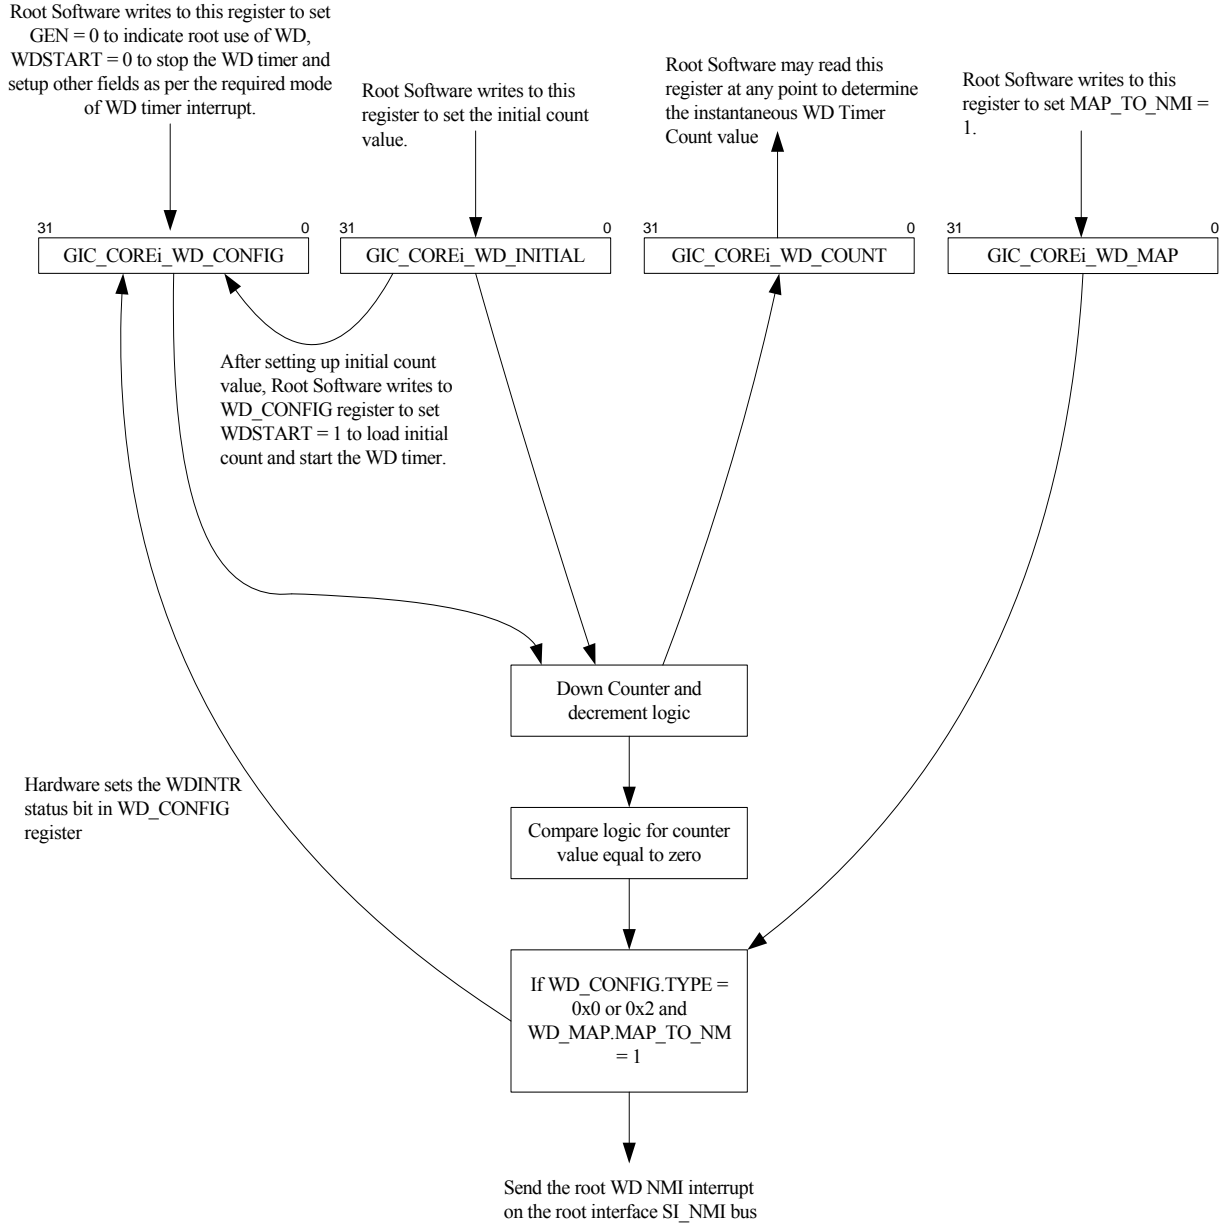 Root Software writes to this register to set
GEN = 0 to indicate root use of WD,
WDSTART = 0 to stop the WD timer and
setup other fields as per the required mode
of WD timer interrupt.
Root Software writes to this
register to set the initial count
value.
Root Software may read this
register at any point to determine
the instantaneous WD Timer
Count value
Root Software writes to this
register to set MAP_TO_NMI =
1.
31 0
GIC_COREi_WD_CONFIG
31 0
GIC_COREi_WD_INITIAL
31 0
GIC_COREi_WD_COUNT
31 0
GIC_COREi_WD_MAP
After setting up initial count
value, Root Software writes to
WD_CONFIG register to set
WDSTART = 1 to load initial
count and start the WD timer.
Down Counter and
decrement logic
Hardware sets the WDINTR
status bit in WD_CONFIG
register
Compare logic for counter
value equal to zero
If WD_CONFIG.TYPE =
0x0 or 0x2 and
WD_MAP.MAP_TO_NM
= 1
Send the root WD NMI interrupt
on the root interface SI_NMI bus